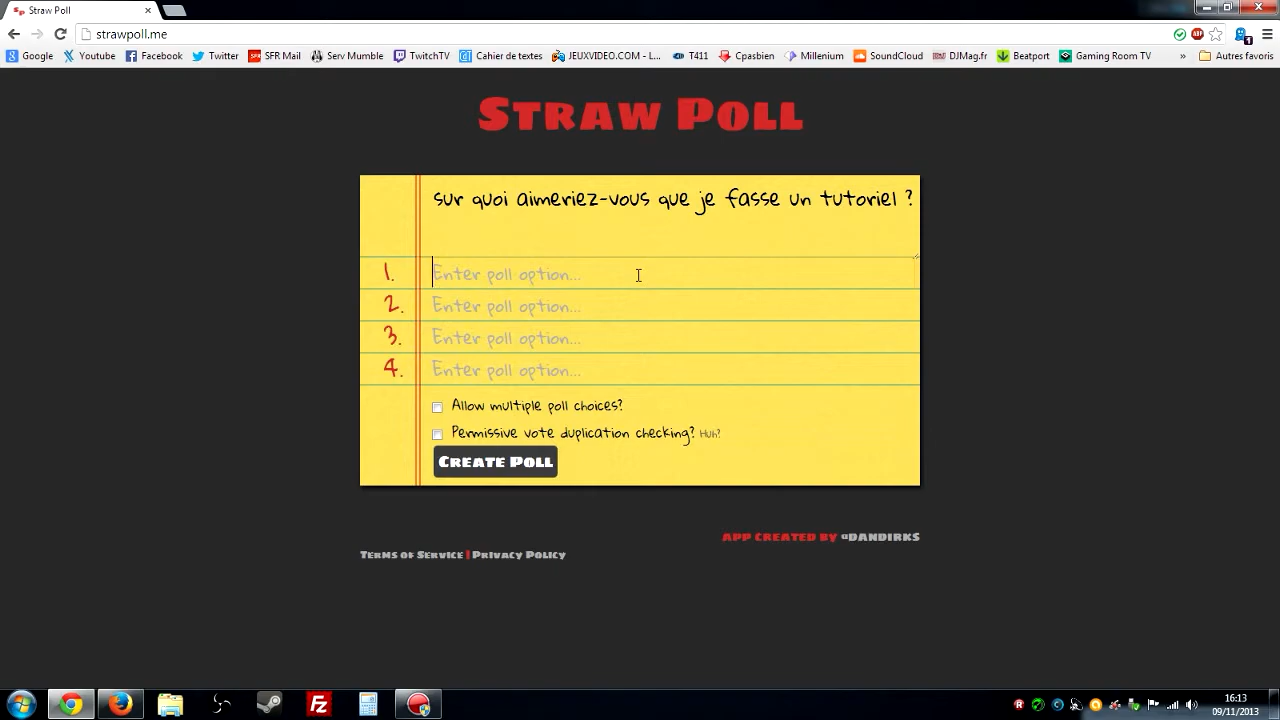 Straw Poll
strawpoll.me
Google Youtube Facebook Twitter SFR Mail Serv Mumble TwitchTV Cahier de textes JEUXVIDEO.COM - L... T411 Cpasbien Millenium SoundCloud DJMag.fr Beatport Gaming Room TV » Autres favoris
STRAW POLL
sur quoi aimeriez-vous que je fasse un tutoriel ?
1. Enter poll option...
2. Enter poll option...
3. Enter poll option...
4. Enter poll option...
Allow multiple poll choices?
Permissive vote duplication checking? Huh?
CREATE POLL
APP CREATED BY @DANDIRKS
TERMS OF SERVICE | PRIVACY POLICY
16:13
09/11/2013